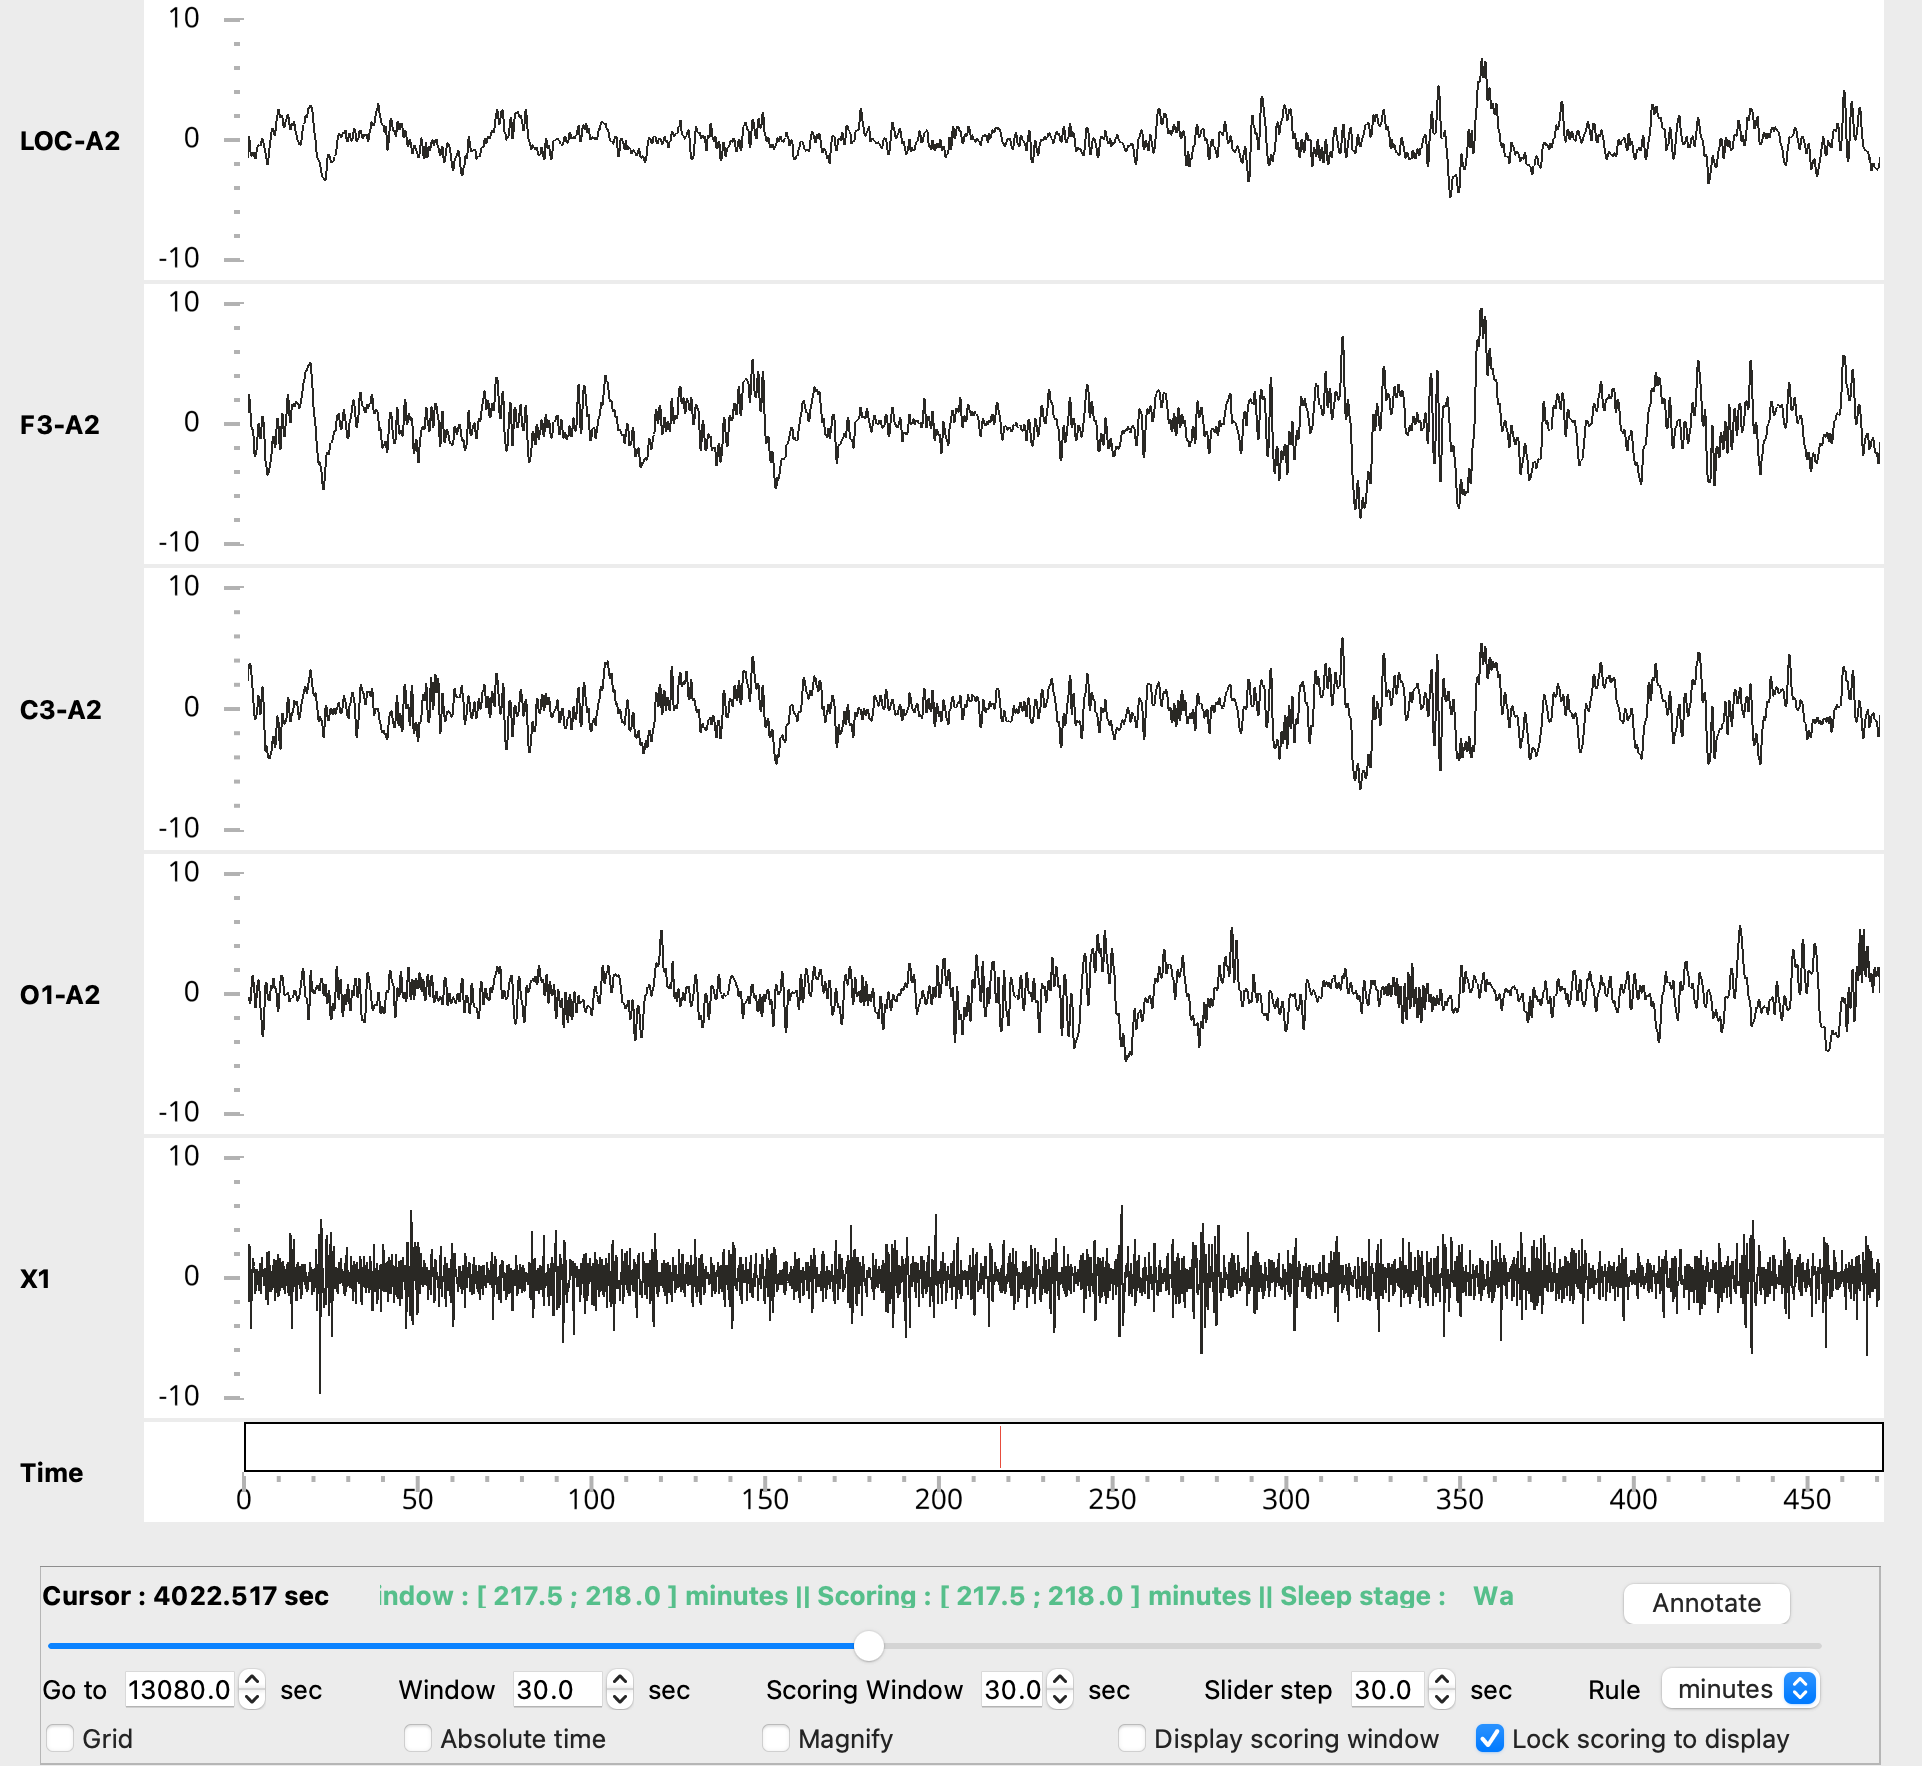 10
LOC-A2 0
-10
10
F3-A2 0
-10
10
C3-A2 0
-10
10
O1-A2 0
-10
10
X1 0
-10
Time
0 50 100 150 200 250 300 350 400 450
Cursor : 4022.517 sec indow : [ 217.5 ; 218.0 ] minutes || Scoring : [ 217.5 ; 218.0 ] minutes || Sleep stage : Wa Annotate
Go to 13080.0 sec Window 30.0 sec Scoring Window 30.0 sec Slider step 30.0 sec Rule minutes
Grid Absolute time Magnify Display scoring window Lock scoring to display